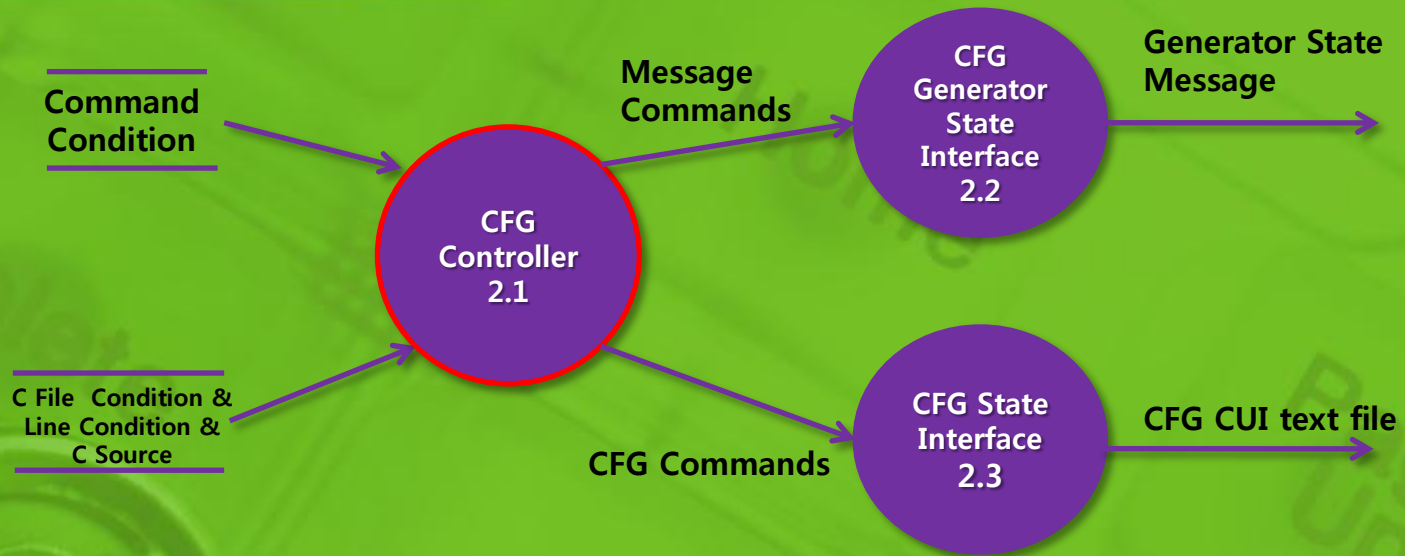 Command
Condition
C File Condition &
Line Condition &
C Source
CFG
Controller
2.1
Message
Commands
CFG Commands
CFG
Generator
State
Interface
2.2
Generator State
Message
CFG State
Interface
2.3
CFG CUI text file
Home